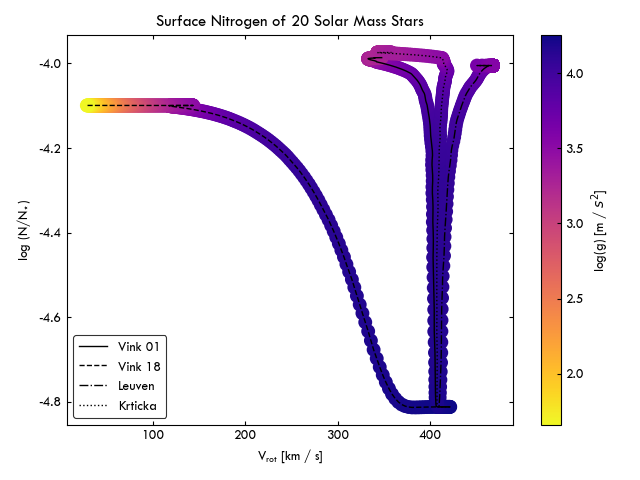 Surface Nitrogen of 20 Solar Mass Stars
log (N/N*)
-4.0
-4.2
-4.4
-4.6
-4.8
Vink 01
Vink 18
Leuven
Krticka
100
200
300
400
Vrot [km / s]
4.0
3.5
3.0
2.5
2.0
log(g) [m / s²]